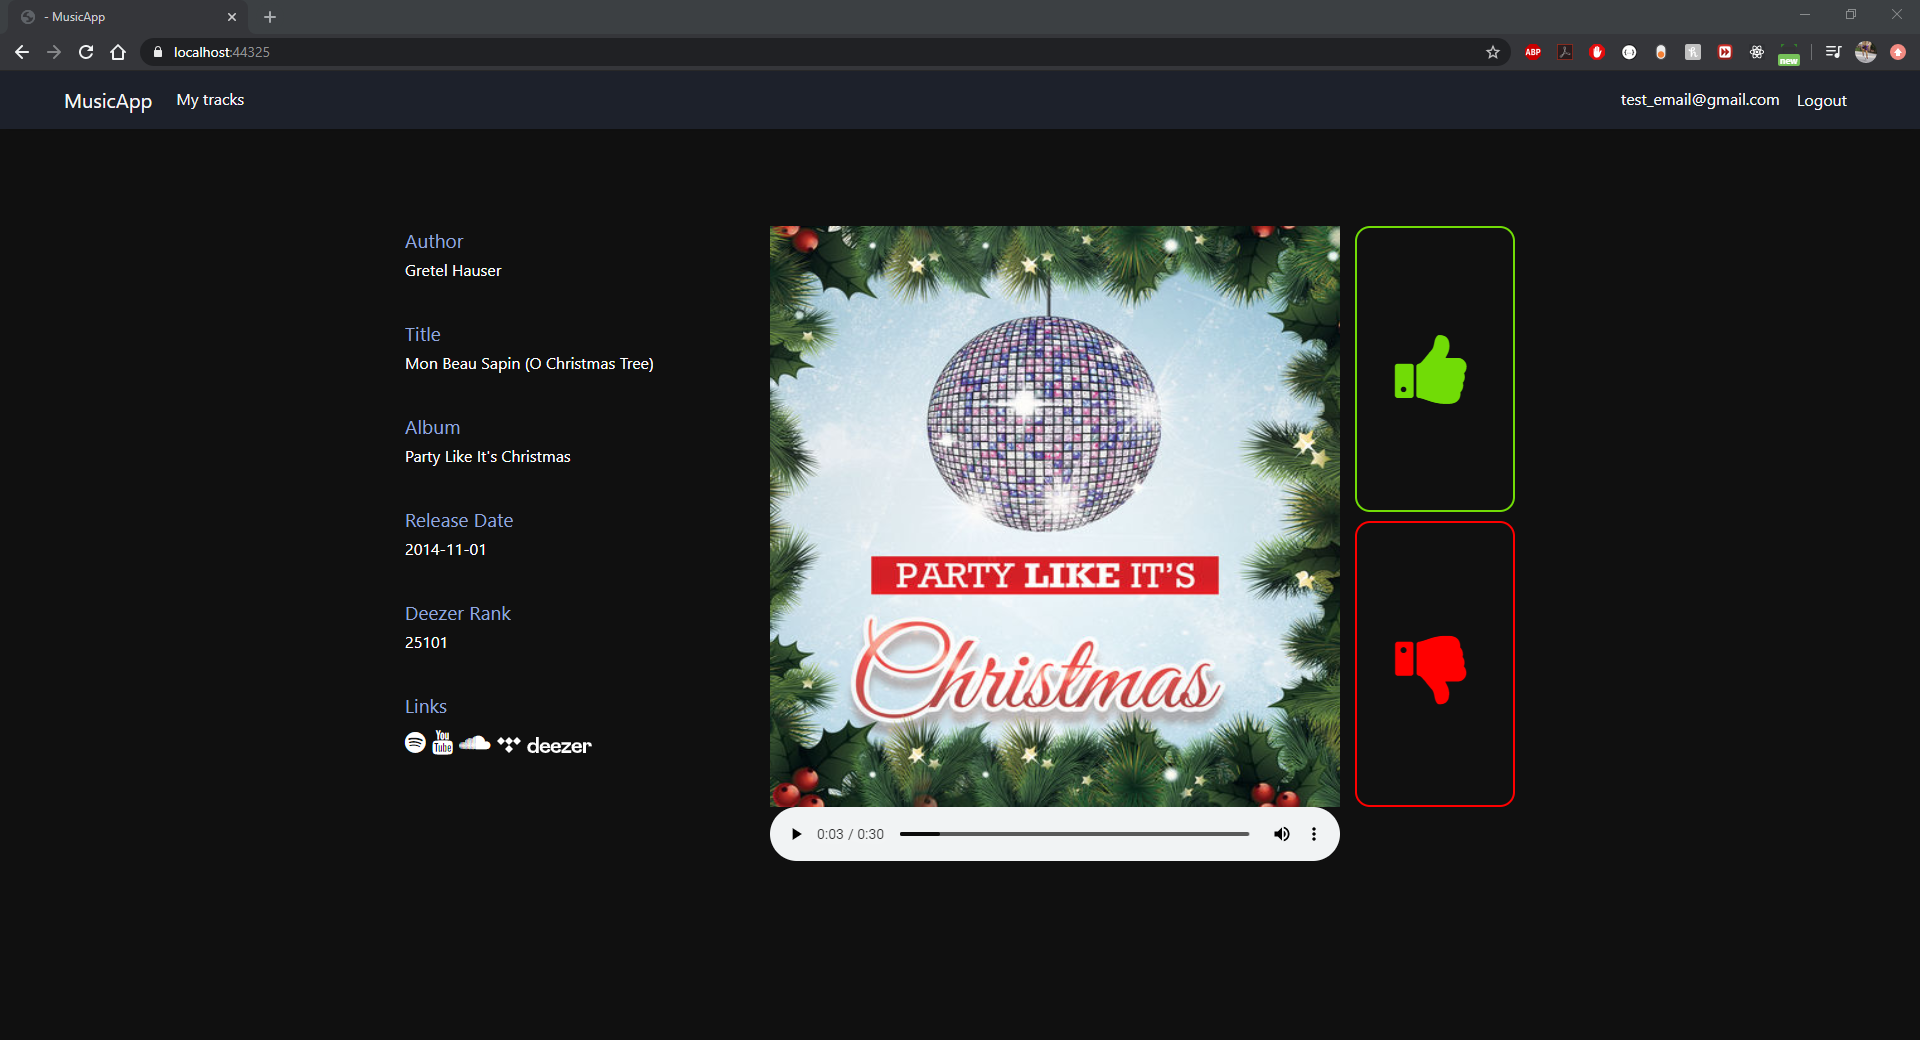 - MusicApp
localhost:44325
ABP
new
MusicApp
My tracks
test_email@gmail.com
Logout
Author
Gretel Hauser
Title
Mon Beau Sapin (O Christmas Tree)
Album
Party Like It's Christmas
Release Date
2014-11-01
Deezer Rank
25101
Links
You
Tube
deezer
PARTY LIKE IT'S
Christmas
0:03 / 0:30